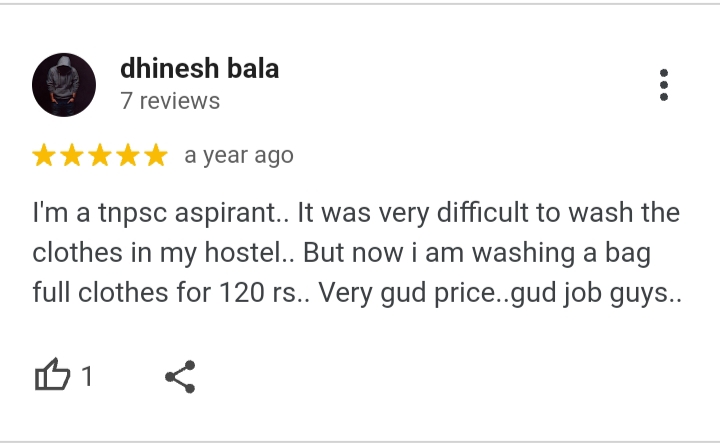 dhinesh bala
7 reviews
a year ago
I'm a tnpsc aspirant.. It was very difficult to wash the
clothes in my hostel.. But now i am washing a bag
full clothes for 120 rs.. Very gud price..gud job guys..
1